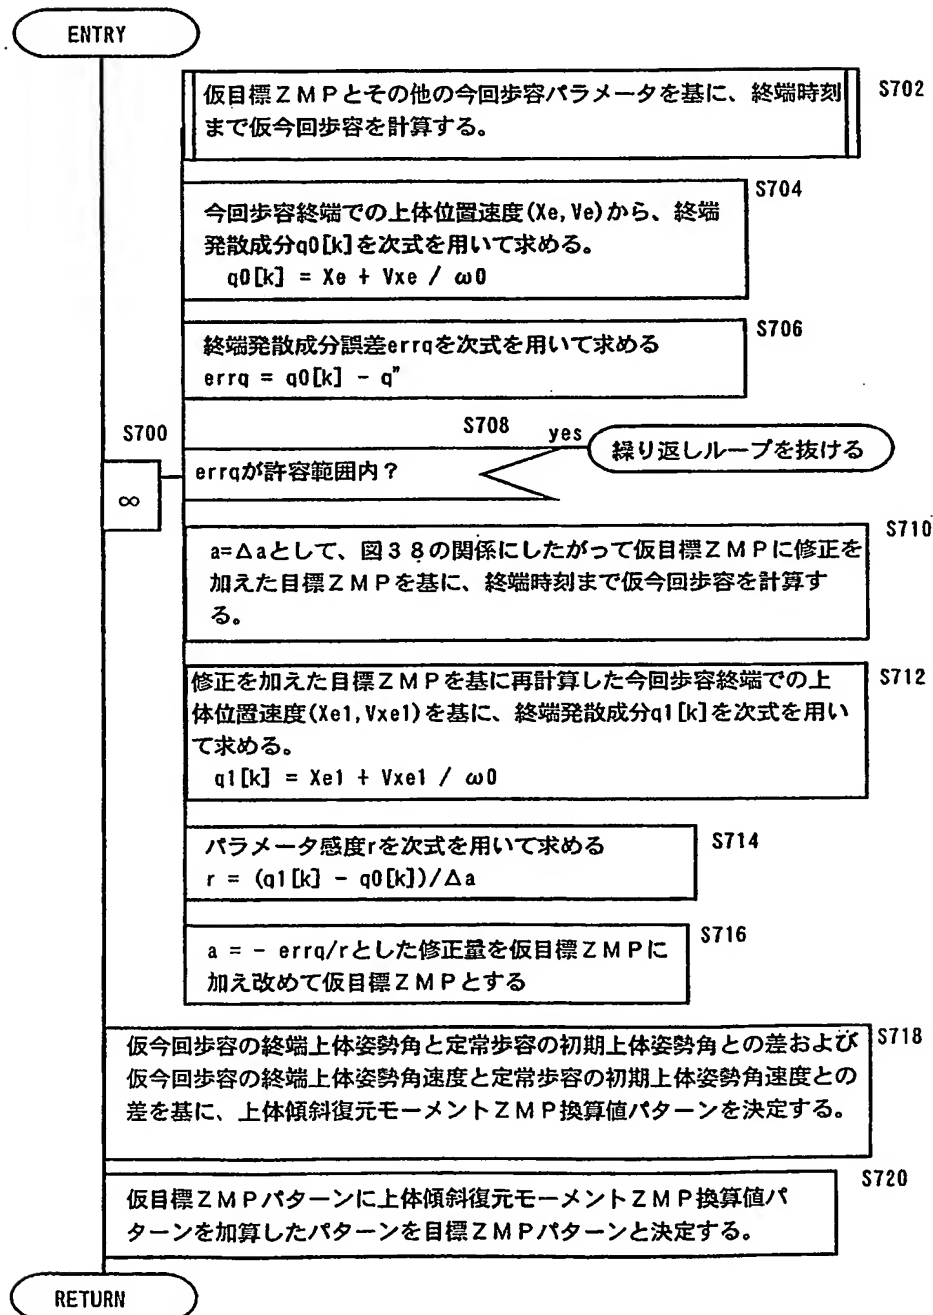 ENTRY
S702
仮目標ZMPとその他の今回歩容パラメータを基に、終端時刻
まで仮今回歩容を計算する。
S704
今回歩容終端での上体位置速度(Xe,Ve)から、終端
発散成分q0[k]を次式を用いて求める。
q0[k] = Xe + Vxe / ω0
S706
終端発散成分誤差errqを次式を用いて求める
errq = q0[k] - q"
S700
∞
S708
yes
繰り返しループを抜ける
errqが許容範囲内？
S710
a=Δaとして、図38の関係にしたがって仮目標ZMPに修正を
加えた目標ZMPを基に、終端時刻まで仮今回歩容を計算す
る。
S712
修正を加えた目標ZMPを基に再計算した今回歩容終端での上
体位置速度(Xe1,Vxe1)を基に、終端発散成分q1[k]を次式を用い
て求める。
q1[k] = Xe1 + Vxe1 / ω0
S714
パラメータ感度rを次式を用いて求める
r = (q1[k] - q0[k])/Δa
S716
a = - errq/rとした修正量を仮目標ZMPに
加え改めて仮目標ZMPとする
S718
仮今回歩容の終端上体姿勢角と定常歩容の初期上体姿勢角との差および
仮今回歩容の終端上体姿勢角速度と定常歩容の初期上体姿勢角速度との
差を基に、上体傾斜復元モーメントZMP換算値パターンを決定する。
S720
仮目標ZMPパターンに上体傾斜復元モーメントZMP換算値パ
ターンを加算したパターンを目標ZMPパターンと決定する。
RETURN